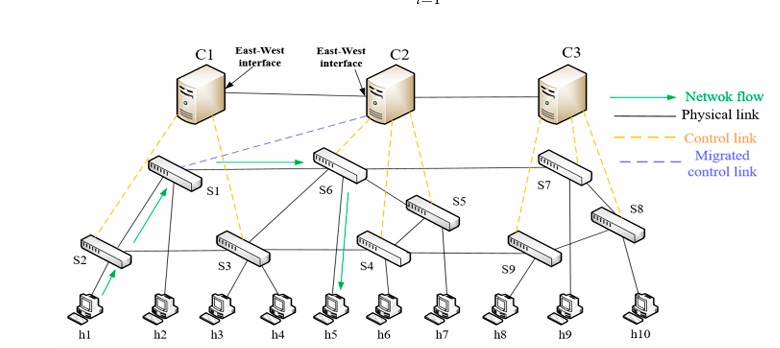 i=1
C1
East-West
interface
East-West
interface
C2
C3
Netwok flow
Physical link
Control link
Migrated
control link
S1
S6
S7
S5
S8
S2
S3
S4
S9
h1
h2
h3
h4
h5
h6
h7
h8
h9
h10